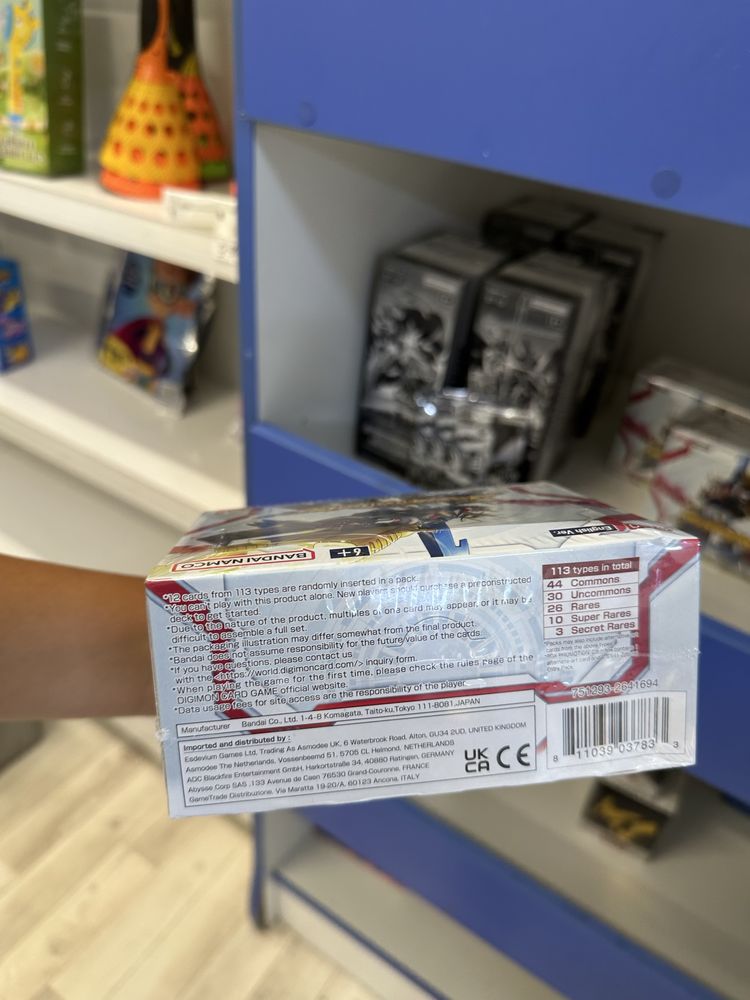 English Ver.
BANDAI NAMCO
6+
*12 cards from 113 types are randomly inserted in a pack.
*You can't play with this product alone. New players should purchase a preconstructed
deck to get started.
*Due to the nature of the product, multiples of one card may appear, or it may be
difficult to assemble a full set.
*The packaging illustration may differ somewhat from the final product.
*Bandai does not assume responsibility for the future value of the cards.
*If you have questions, please contact us
with the <https://world.digimoncard.com/> inquiry form.
*When playing the game for the first time, please check the rules page of the
DIGIMON CARD GAME official website.
*Data usage fees for site access are the responsibility of the player.
113 types in total
44 Commons
30 Uncommons
26 Rares
10 Super Rares
3 Secret Rares
Packs may also include alternate-art
cards from the above
751293-2641694
Manufacturer Bandai Co., Ltd. 1-4-8 Komagata, Taito-ku,Tokyo 111-8081,JAPAN
Imported and distributed by :
Esdevium Games Ltd, Trading As Asmodee UK, 6 Waterbrook Road, Alton, GU34 2UD, UNITED KINGDOM
Asmodee The Netherlands, Vossenbeemd 51, 5705 CL Helmond, NETHERLANDS
ADC Blackfire Entertainment GmbH, Harkortstraße 34, 40880 Ratingen, GERMANY
Abysse Corp SAS ,133 Avenue de Caen 76530 Grand-Couronne, FRANCE
GameTrade Distribuzione, Via Maratta 19-20/A, 60123 Ancona, ITALY
UK
CA
CE
8 11039 03783 3